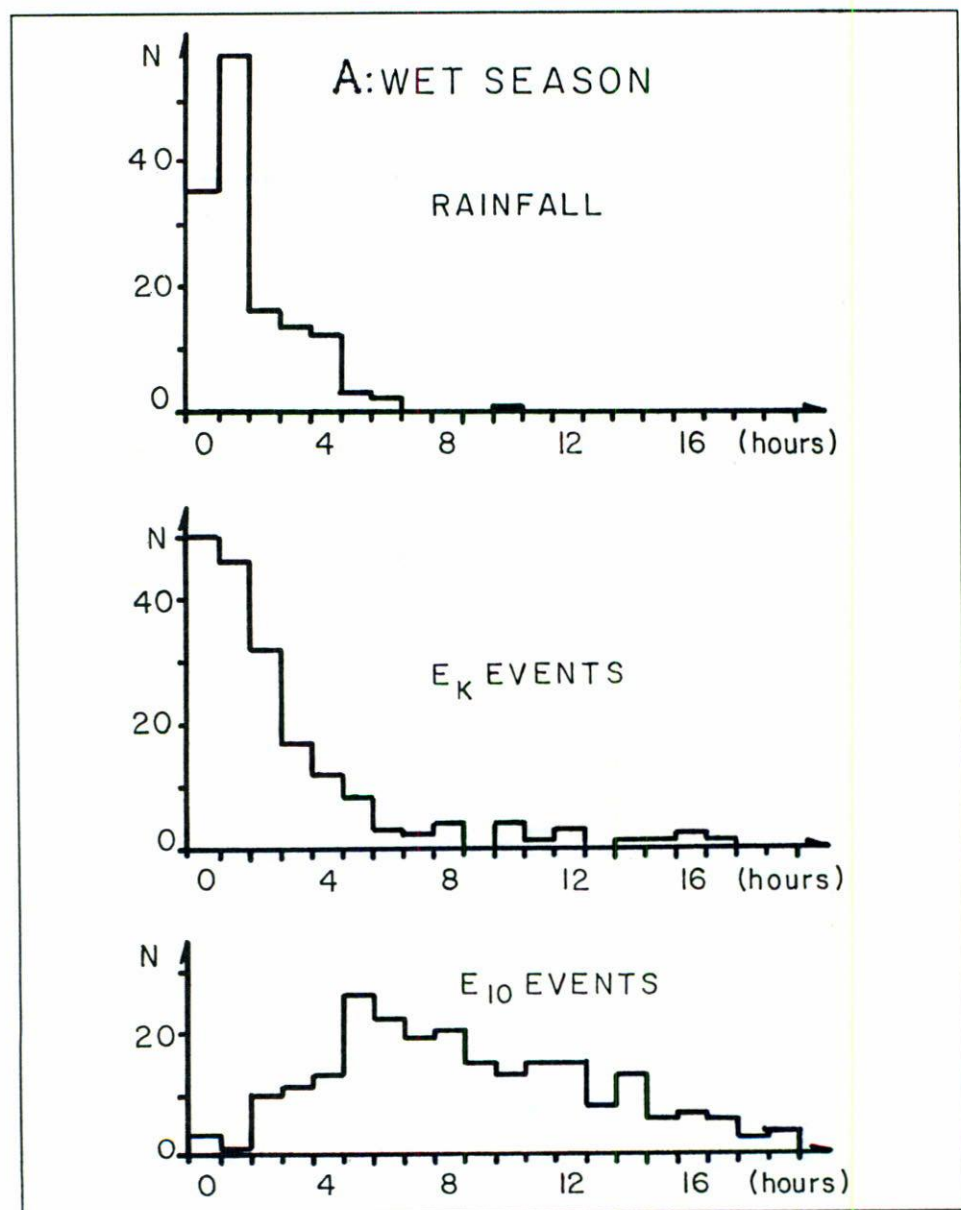 A: WET SEASON
N
RAINFALL
40
20
0
0 4 8 12 16 (hours)
N
40
E_K EVENTS
20
0
0 4 8 12 16 (hours)
N
E_10 EVENTS
20
0
0 4 8 12 16 (hours)